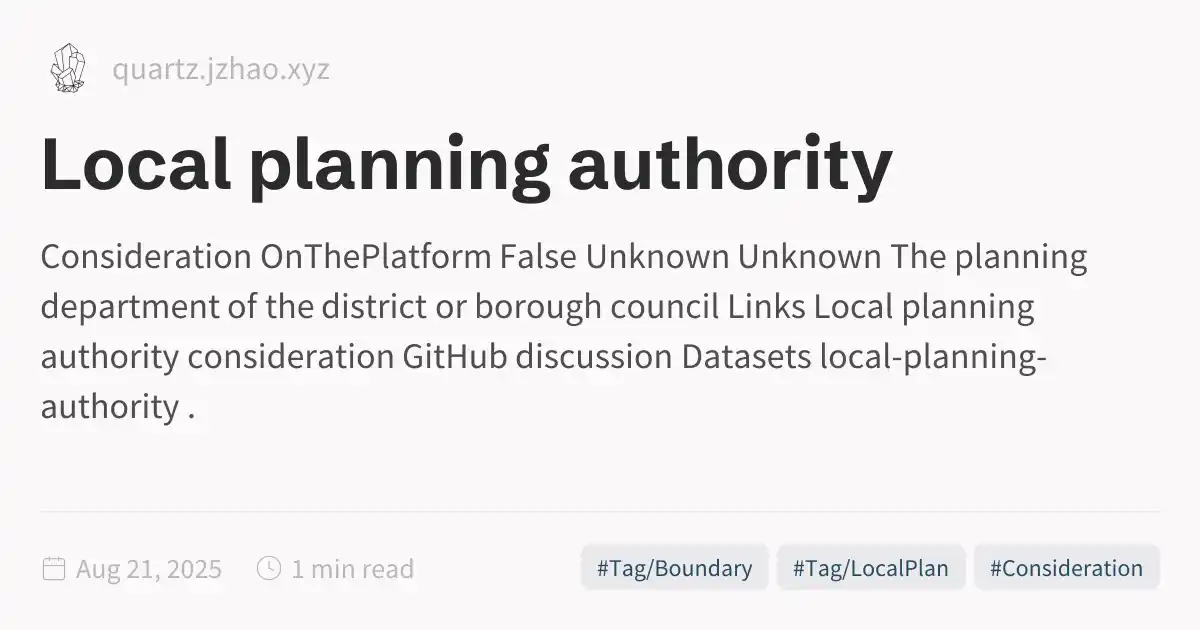 quartz.jzhao.xyz
Local planning authority
Consideration OnThePlatform False Unknown Unknown The planning
department of the district or borough council Links Local planning
authority consideration GitHub discussion Datasets local-planning-
authority .
Aug 21, 2025 1 min read #Tag/Boundary #Tag/LocalPlan #Consideration